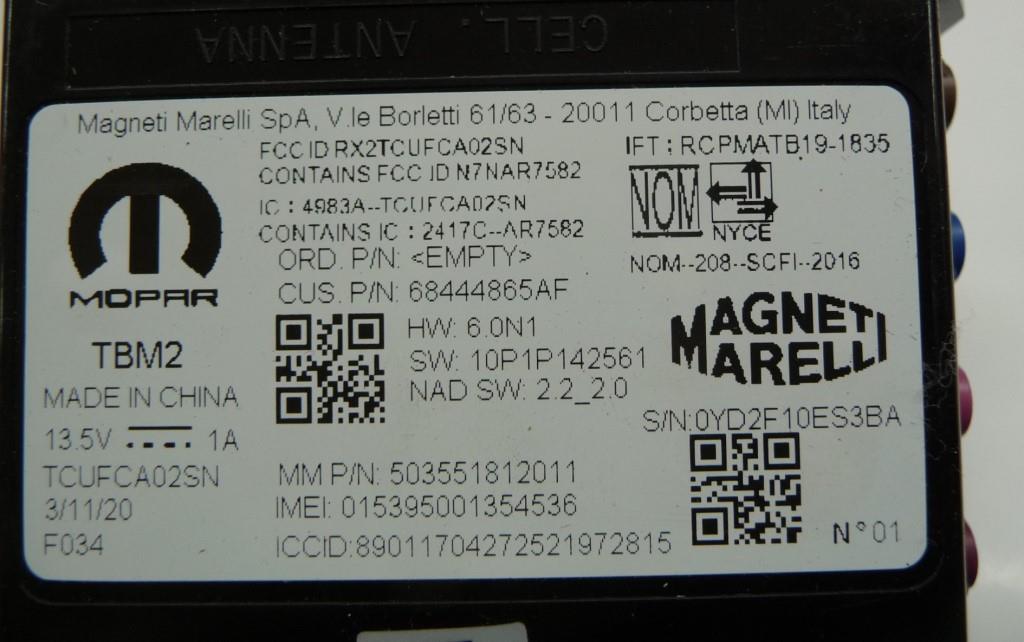 CELL. ANTENNA
Magneti Marelli SpA, V.le Borletti 61/63 - 20011 Corbetta (MI) Italy
FCC ID RX2TCUFCA02SN
CONTAINS FCC ID N7NAR7582
IC : 4983A--TCUFCA02SN
CONTAINS IC : 2417C--AR7582
IFT : RCPMATB19-1835
NOM
NYCE
NOM--208--SCFI--2016
MOPAR
ORD. P/N: <EMPTY>
CUS. P/N: 68444865AF
HW: 6.0N1
SW: 10P1P142561
NAD SW: 2.2_2.0
MAGNETI
MARELLI
TBM2
MADE IN CHINA
13.5V 1A
TCUFCA02SN
3/11/20
F034
S/N:0YD2F10ES3BA
MM P/N: 503551812011
IMEI: 015395001354536
ICCID:89011704272521972815
N°01